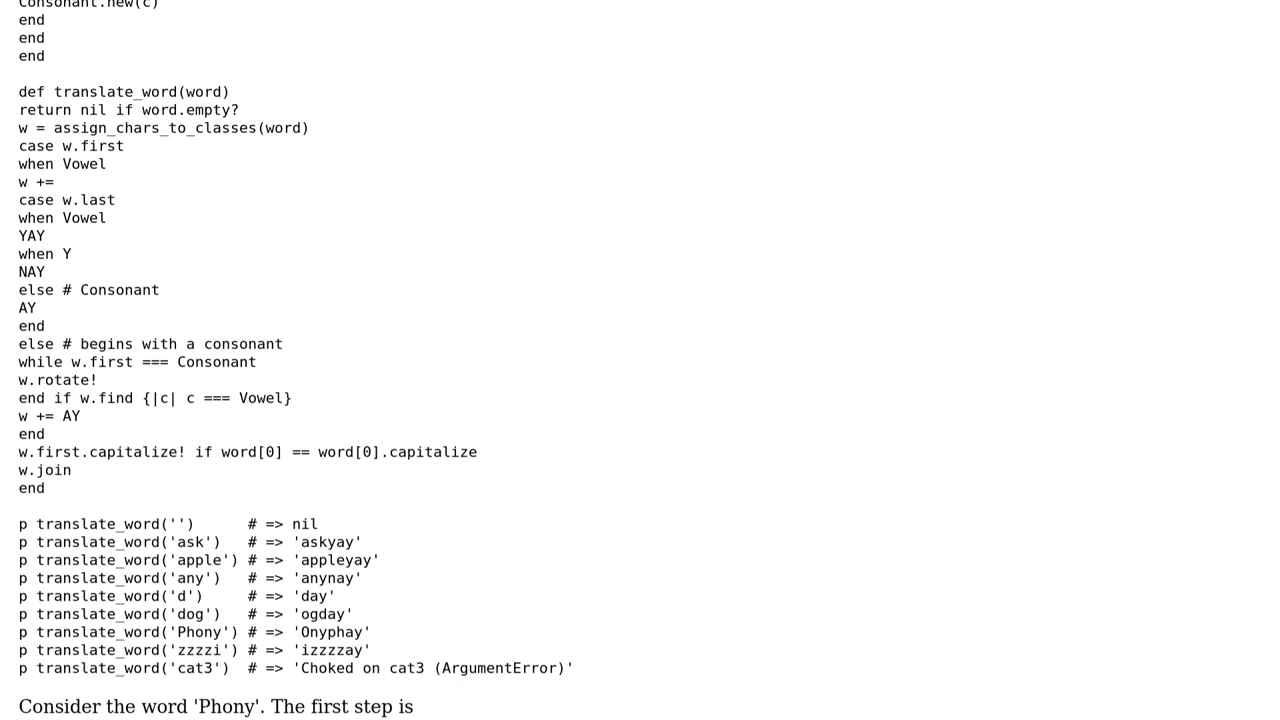 Consonant.new(c)
end
end
end
def translate_word(word)
return nil if word.empty?
w = assign_chars_to_classes(word)
case w.first
when Vowel
w +=
case w.last
when Vowel
YAY
when Y
NAY
else # Consonant
AY
end
else # begins with a consonant
while w.first === Consonant
w.rotate!
end if w.find {|c| c === Vowel}
w += AY
end
w.first.capitalize! if word[0] == word[0].capitalize
w.join
end
p translate_word('')      # => nil
p translate_word('ask')   # => 'askyay'
p translate_word('apple') # => 'appleyay'
p translate_word('any')   # => 'anynay'
p translate_word('d')     # => 'day'
p translate_word('dog')   # => 'ogday'
p translate_word('Phony') # => 'Onyphay'
p translate_word('zzzzi') # => 'izzzzay'
p translate_word('cat3')  # => 'Choked on cat3 (ArgumentError)'
Consider the word 'Phony'. The first step is